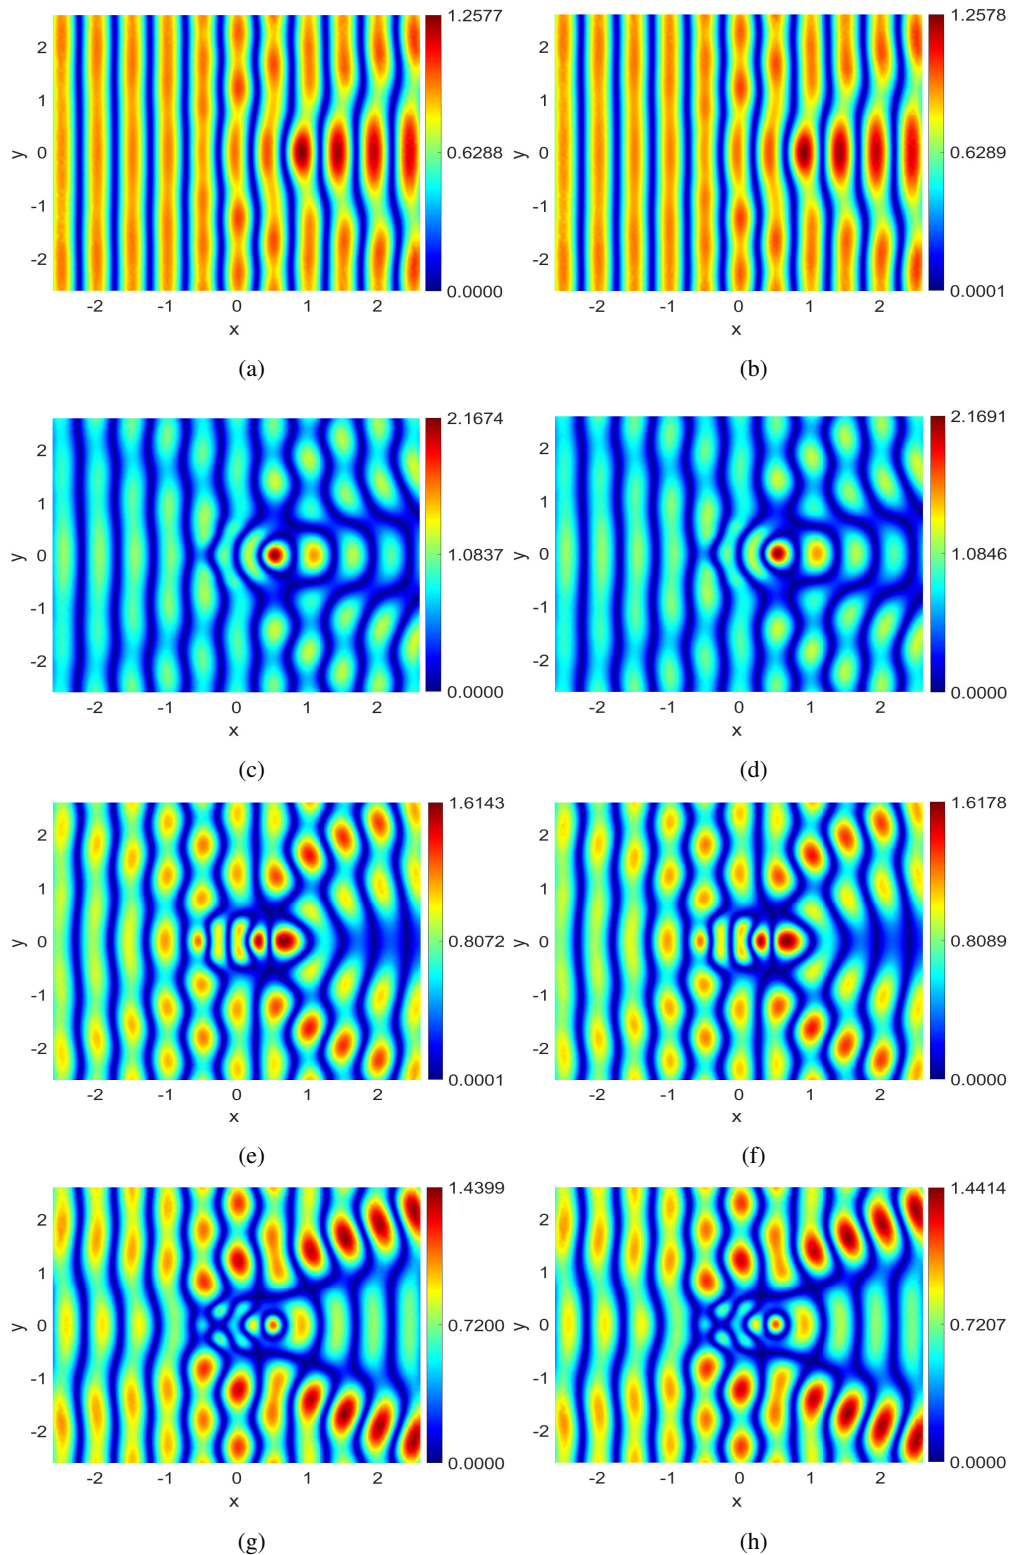 2 1.2577
1
y 0 0.6288
-1
-2
0.0000
-2 -1 0 1 2
x
(a)
2 1.2578
1
y 0 0.6289
-1
-2
0.0001
-2 -1 0 1 2
x
(b)
2.1674
2
1
y 0 1.0837
-1
-2
0.0000
-2 -1 0 1 2
x
(c)
2.1691
2
1
y 0 1.0846
-1
-2
0.0000
-2 -1 0 1 2
x
(d)
1.6143
2
1
y 0 0.8072
-1
-2
0.0001
-2 -1 0 1 2
x
(e)
1.6178
2
1
y 0 0.8089
-1
-2
0.0000
-2 -1 0 1 2
x
(f)
1.4399
2
1
y 0 0.7200
-1
-2
0.0000
-2 -1 0 1 2
x
(g)
1.4414
2
1
y 0 0.7207
-1
-2
0.0000
-2 -1 0 1 2
x
(h)